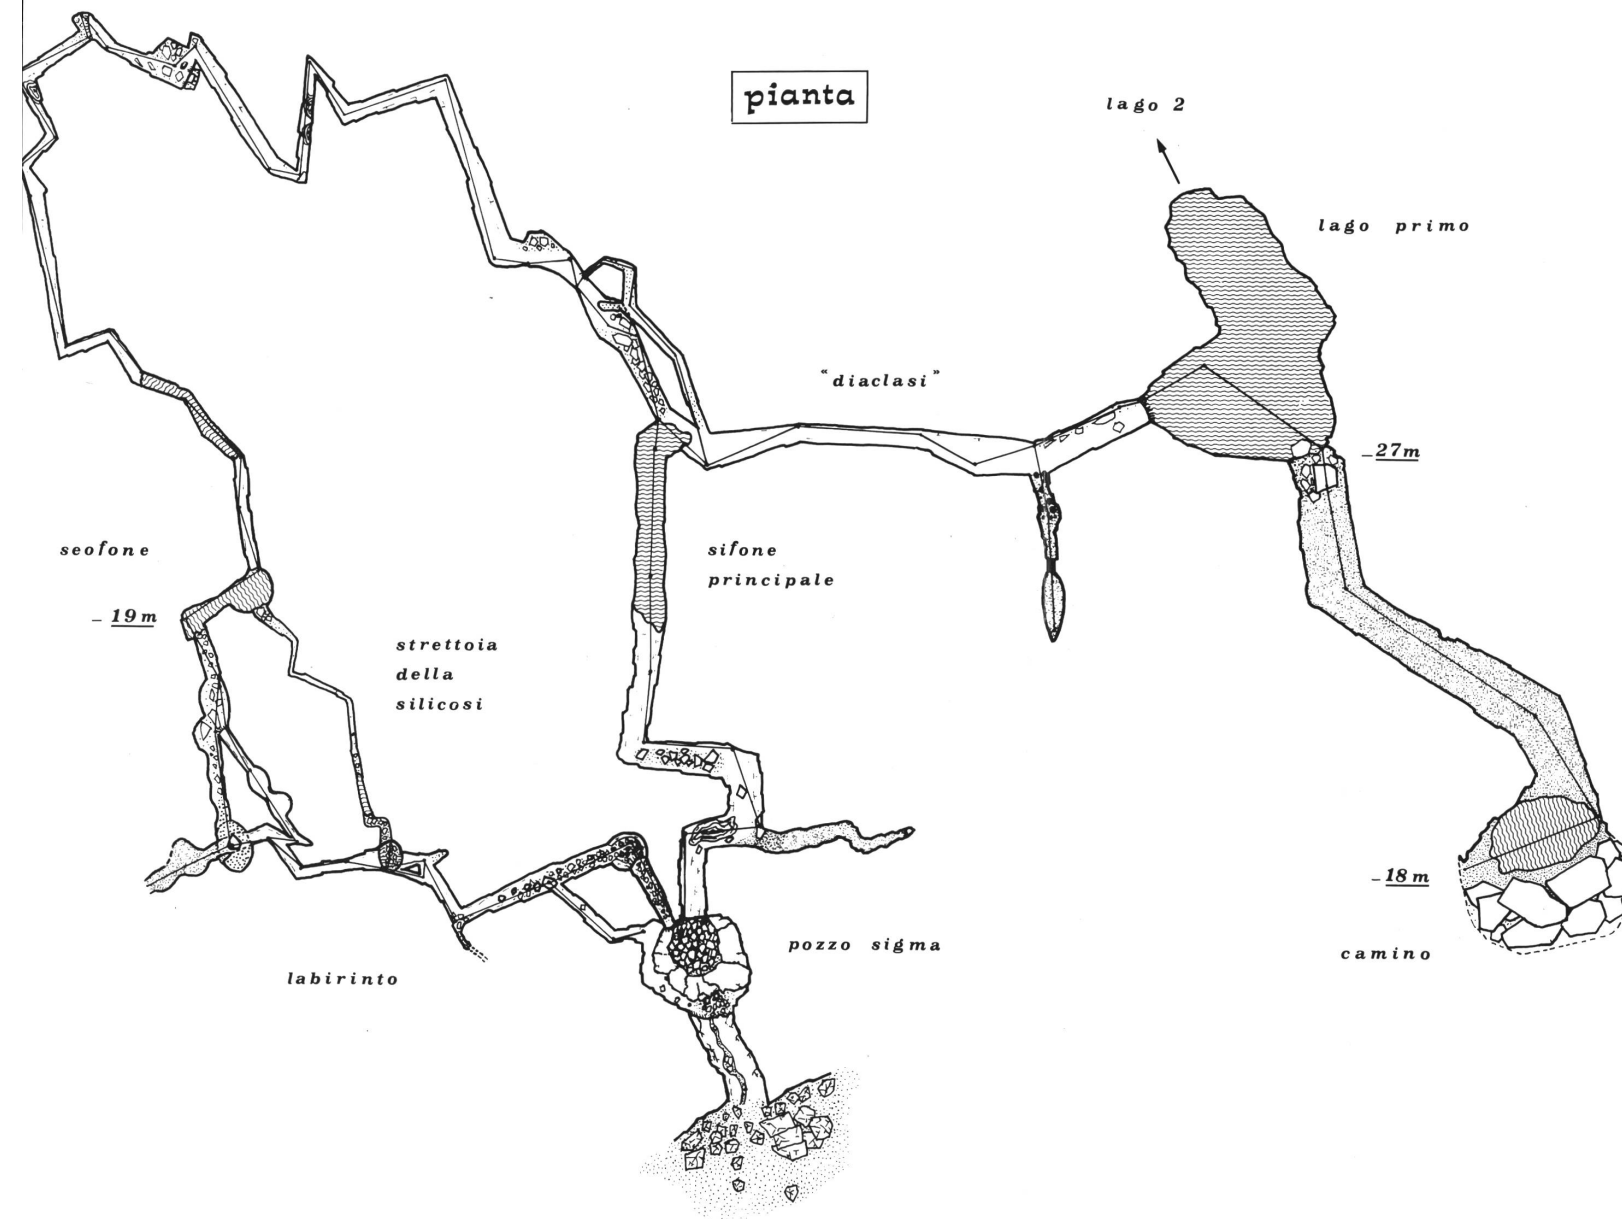 pianta
lago 2
lago primo
"diaclasi"
- 27m
seofone
- 19m
sifone
principale
strettoia
della
silicosi
- 18m
pozzo sigma
camino
labirinto